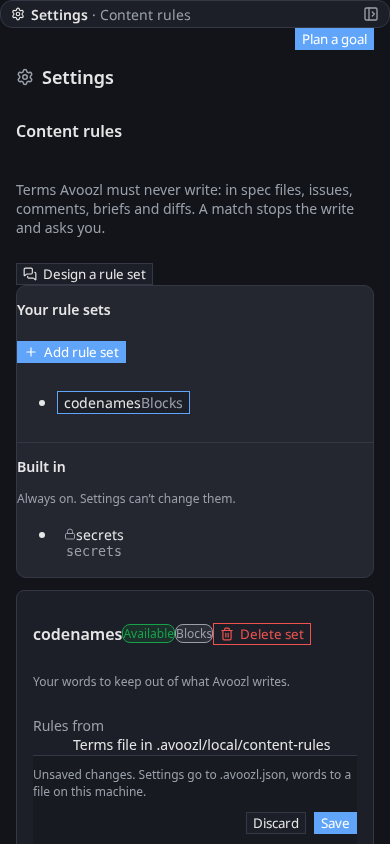 Settings · Content rules
Plan a goal
Settings
Content rules
Terms Avoozl must never write: in spec files, issues,
comments, briefs and diffs. A match stops the write
and asks you.
Design a rule set
Your rule sets
Add rule set
codenamesBlocks
Built in
Always on. Settings can’t change them.
secrets
secrets
codenames Available Blocks Delete set
Your words to keep out of what Avoozl writes.
Rules from
Terms file in .avoozl/local/content-rules
Unsaved changes. Settings go to .avoozl.json, words to a
file on this machine.
Discard Save